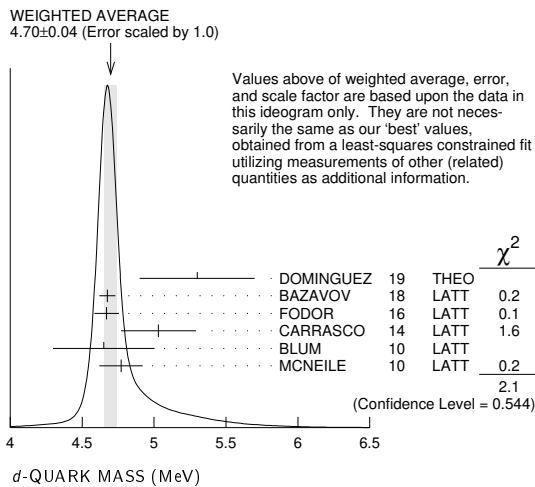 WEIGHTED AVERAGE
4.70±0.04 (Error scaled by 1.0)
Values above of weighted average, error,
and scale factor are based upon the data in
this ideogram only. They are not neces-
sarily the same as our ‘best’ values,
obtained from a least-squares constrained fit
utilizing measurements of other (related)
quantities as additional information.
χ2
DOMINGUEZ 19 THEO
BAZAVOV 18 LATT 0.2
FODOR 16 LATT 0.1
CARRASCO 14 LATT 1.6
BLUM 10 LATT
MCNEILE 10 LATT 0.2
2.1
(Confidence Level = 0.544)
4 4.5 5 5.5 6 6.5
d-QUARK MASS (MeV)